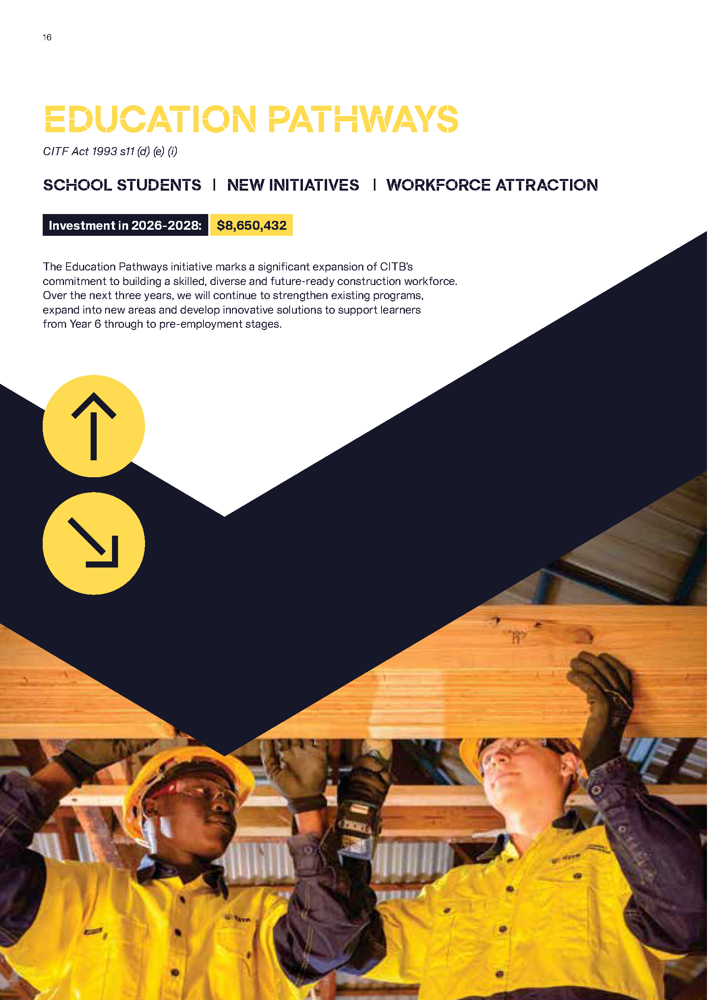 16
EDUCATION PATHWAYS
CITF Act 1993 s11 (d) (e) (i)
SCHOOL STUDENTS | NEW INITIATIVES | WORKFORCE ATTRACTION
Investment in 2026-2028: $8,650,432
The Education Pathways initiative marks a significant expansion of CITB’s
commitment to building a skilled, diverse and future-ready construction workforce.
Over the next three years, we will continue to strengthen existing programs,
expand into new areas and develop innovative solutions to support learners
from Year 6 through to pre-employment stages.